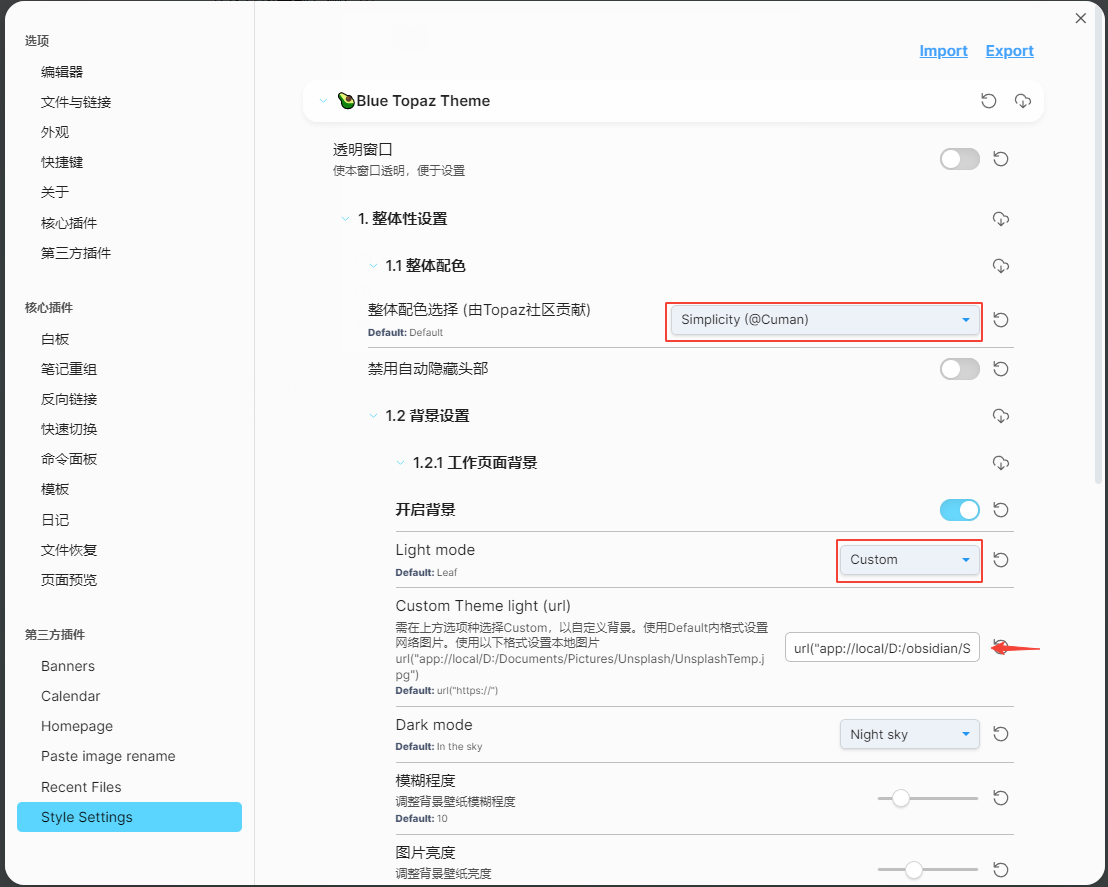 选项
编辑器
文件与链接
外观
快捷键
关于
核心插件
第三方插件
核心插件
白板
笔记重组
反向链接
快速切换
命令面板
模板
日记
文件恢复
页面预览
第三方插件
Banners
Calendar
Homepage
Paste image rename
Recent Files
Style Settings
Import Export
🥑Blue Topaz Theme
透明窗口
使本窗口透明，便于设置
1. 整体性设置
1.1 整体配色
整体配色选择 (由Topaz社区贡献)
Default: Default
Simplicity (@Cuman)
禁用自动隐藏头部
1.2 背景设置
1.2.1 工作页面背景
开启背景
Light mode
Default: Leaf
Custom
Custom Theme light (url)
需在上方选项种选择Custom，以自定义背景。使用Default内格式设置
网络图片。使用以下格式设置本地图片
url("app://local/D:/Documents/Pictures/Unsplash/UnsplashTemp.j
pg")
Default: url("https://")
url("app://local/D:/obsidian/S
Dark mode
Default: In the sky
Night sky
模糊程度
调整背景壁纸模糊程度
Default: 10
图片亮度
调整背景壁纸亮度